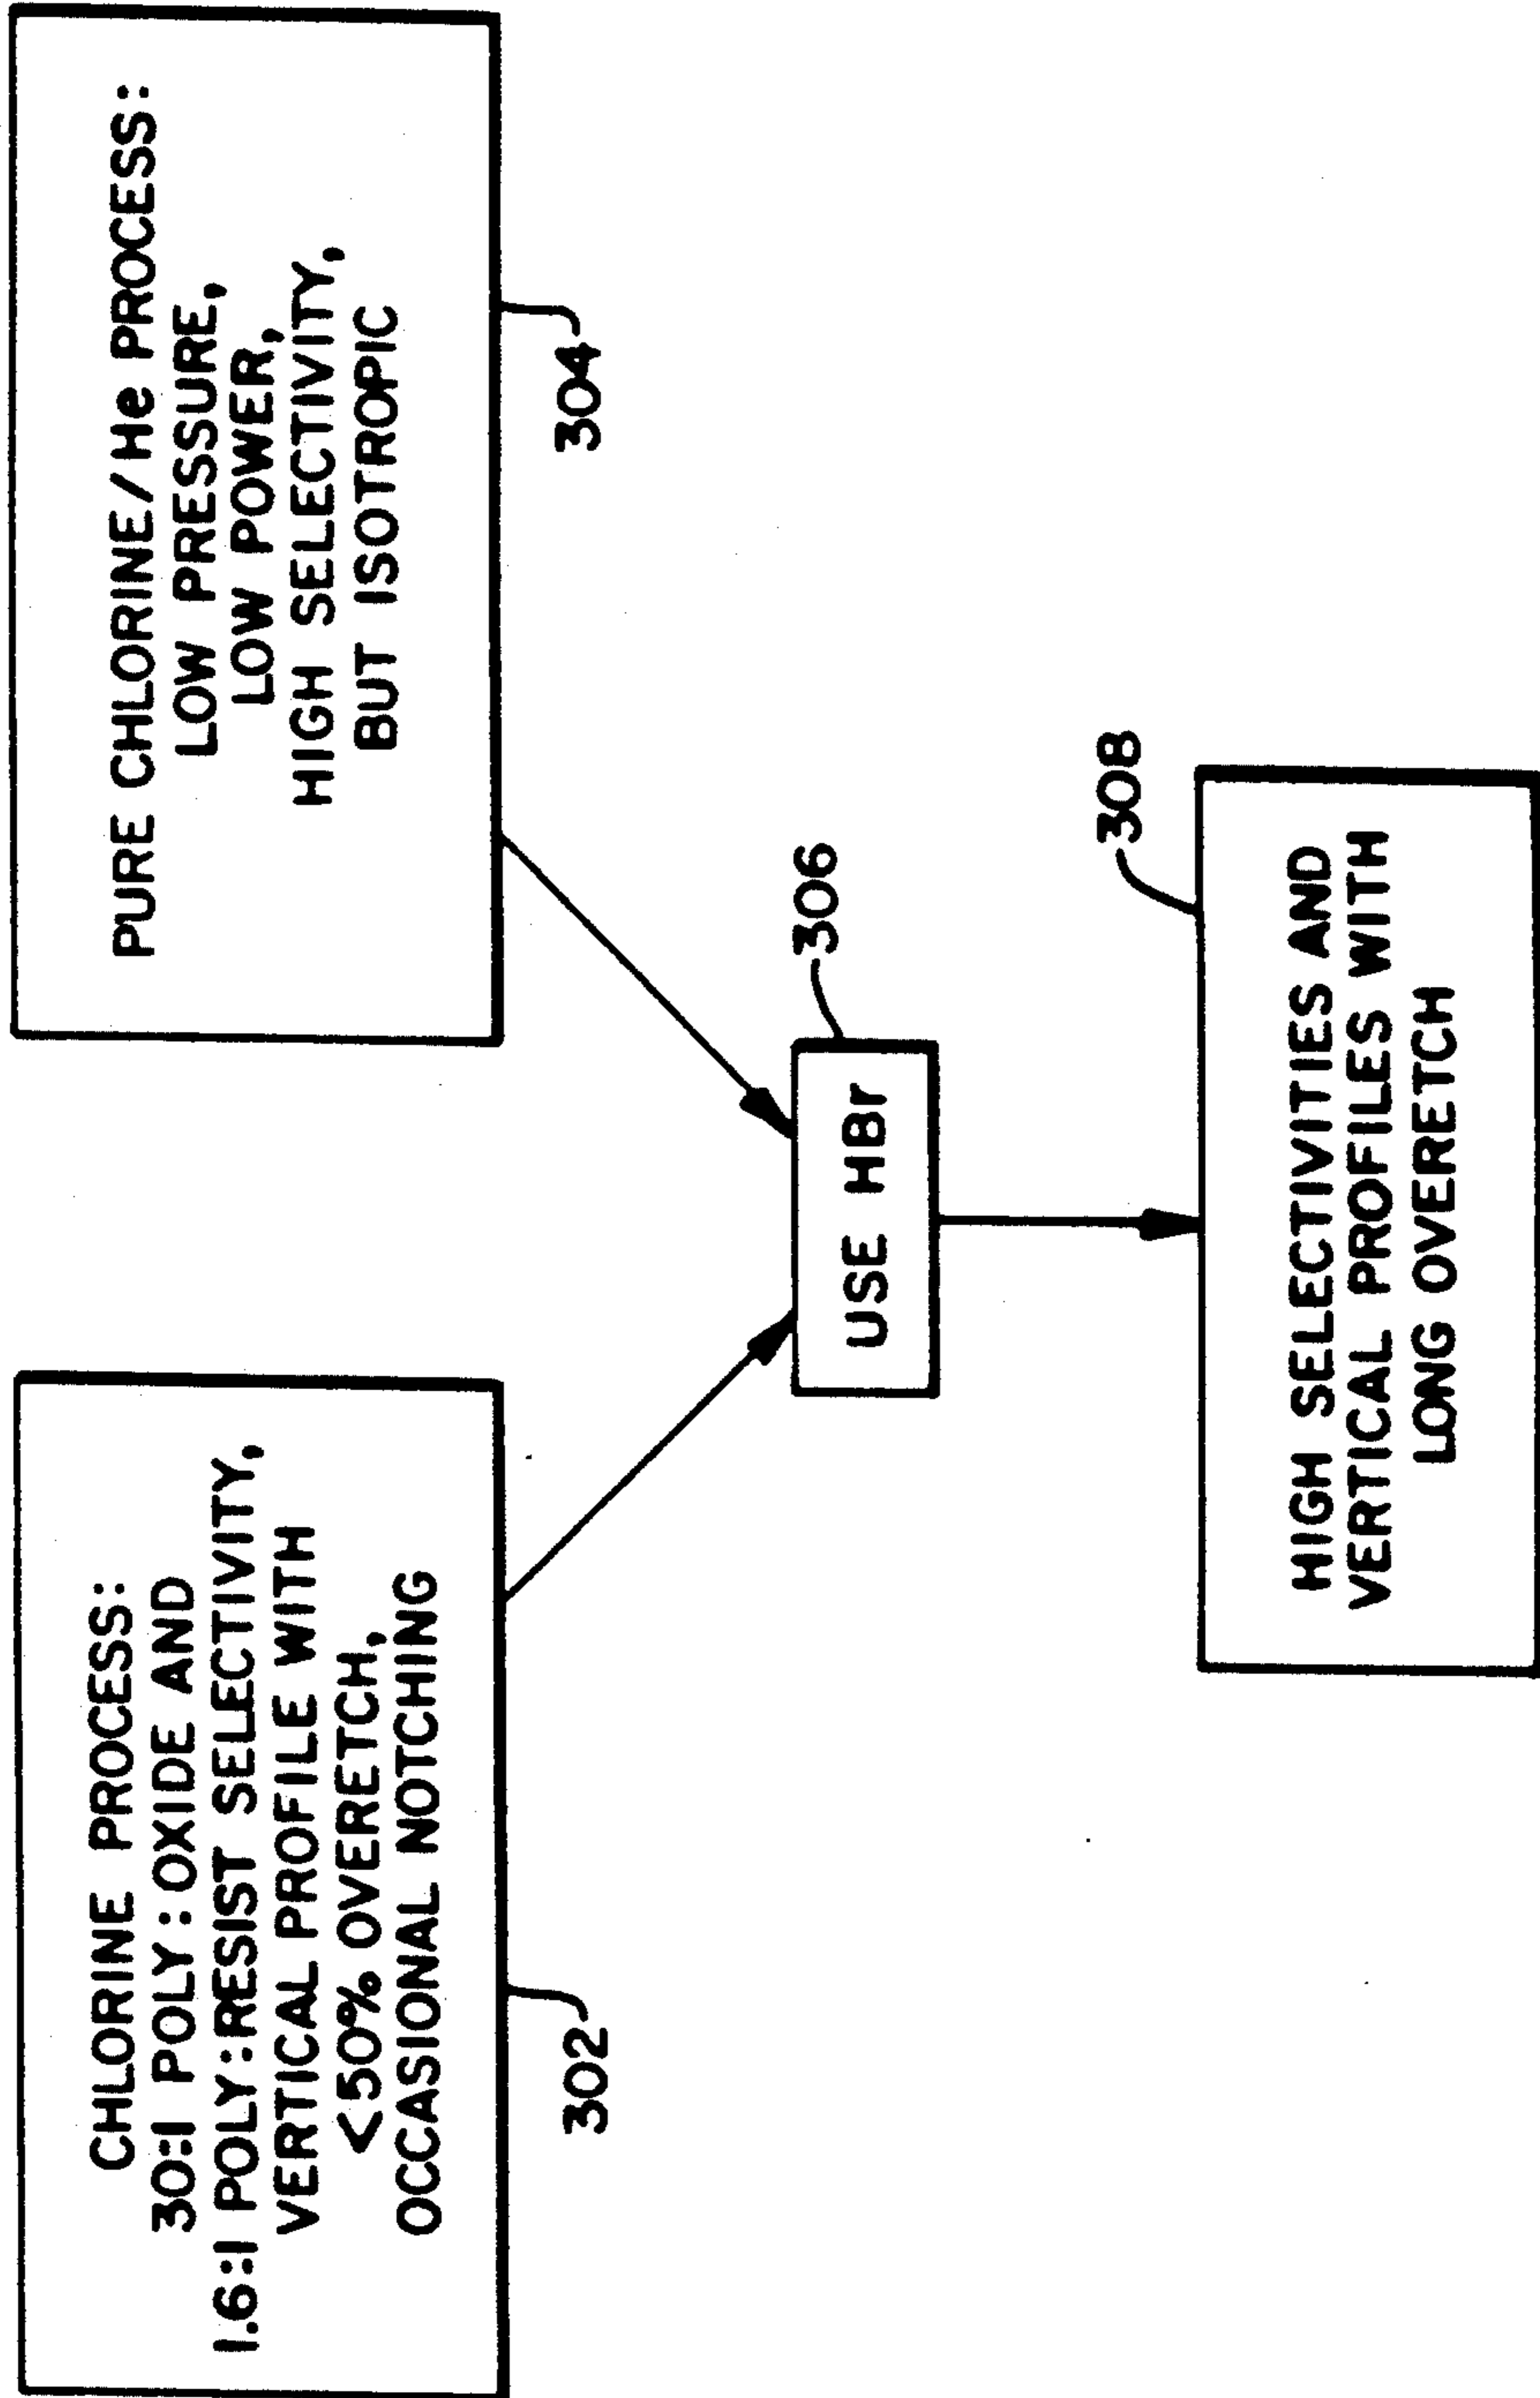 CHLORINE PROCESS:
30:1 POLY:OXIDE AND
1.6:1 POLY:RESIST SELECTIVITY,
VERTICAL PROFILE WITH
<50% OVERETCH,
OCCASIONAL NOTCHING
302
PURE CHLORINE/He PROCESS:
LOW PRESSURE,
LOW POWER,
HIGH SELECTIVITY,
BUT ISOTROPIC
304
USE HBr
306
308
HIGH SELECTIVITIES AND
VERTICAL PROFILES WITH
LONG OVERETCH